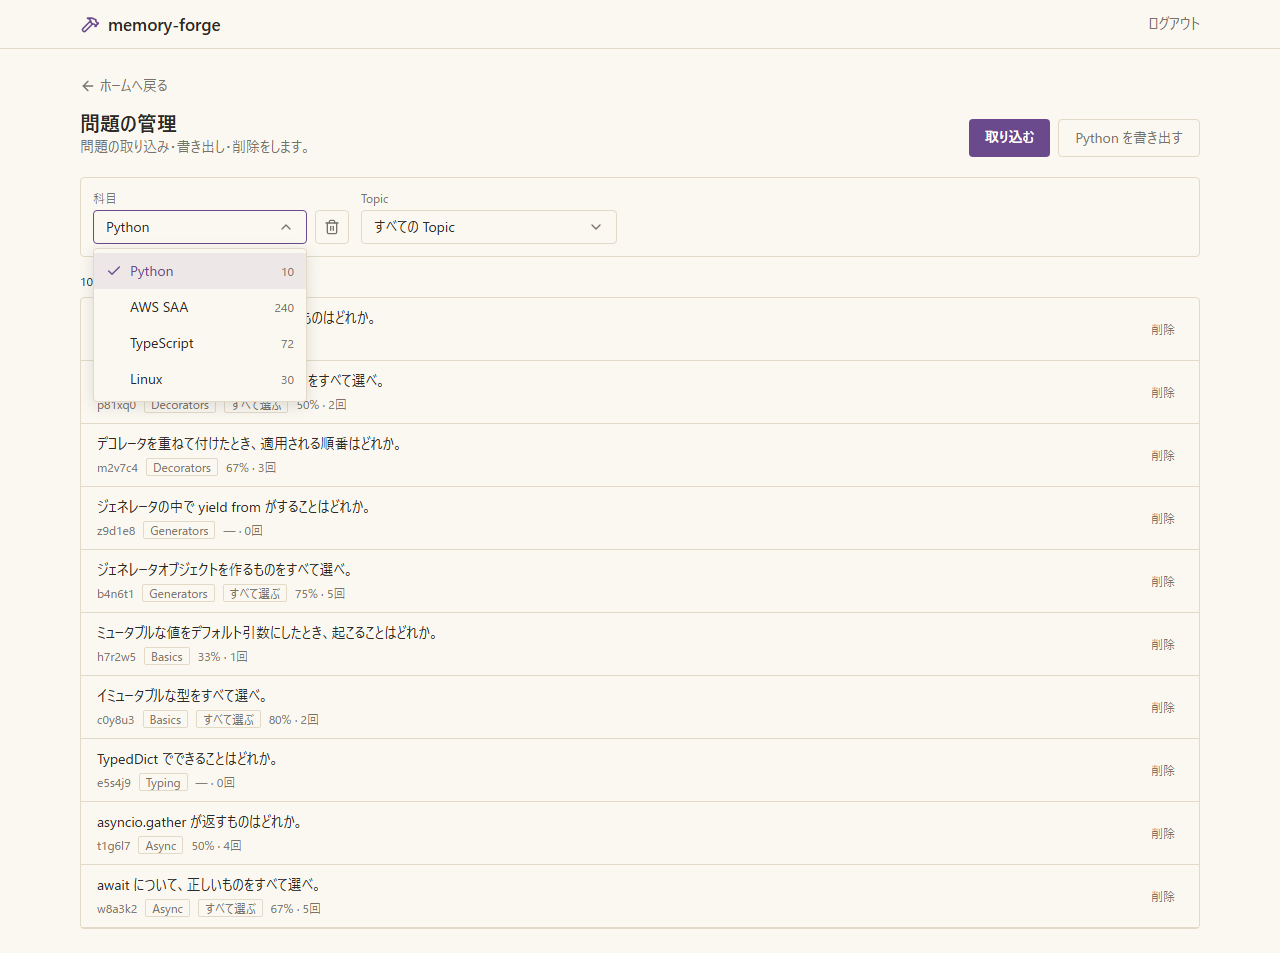 memory-forge
ログアウト
ホームへ戻る
問題の管理
問題の取り込み・書き出し・削除をします。
取り込む
Python を書き出す
科目
Topic
Python
すべての Topic
Python 10
AWS SAA 240
TypeScript 72
Linux 30
10
ものはどれか。
削除
をすべて選べ。
p81xq0 Decorators すべて選ぶ 50% · 2回
削除
デコレータを重ねて付けたとき、適用される順番はどれか。
m2v7c4 Decorators 67% · 3回
削除
ジェネレータの中で yield from がすることはどれか。
z9d1e8 Generators — · 0回
削除
ジェネレータオブジェクトを作るものをすべて選べ。
b4n6t1 Generators すべて選ぶ 75% · 5回
削除
ミュータブルな値をデフォルト引数にしたとき、起こることはどれか。
h7r2w5 Basics 33% · 1回
削除
イミュータブルな型をすべて選べ。
c0y8u3 Basics すべて選ぶ 80% · 2回
削除
TypedDict でできることはどれか。
e5s4j9 Typing — · 0回
削除
asyncio.gather が返すものはどれか。
t1g6l7 Async 50% · 4回
削除
await について、正しいものをすべて選べ。
w8a3k2 Async すべて選ぶ 67% · 5回
削除